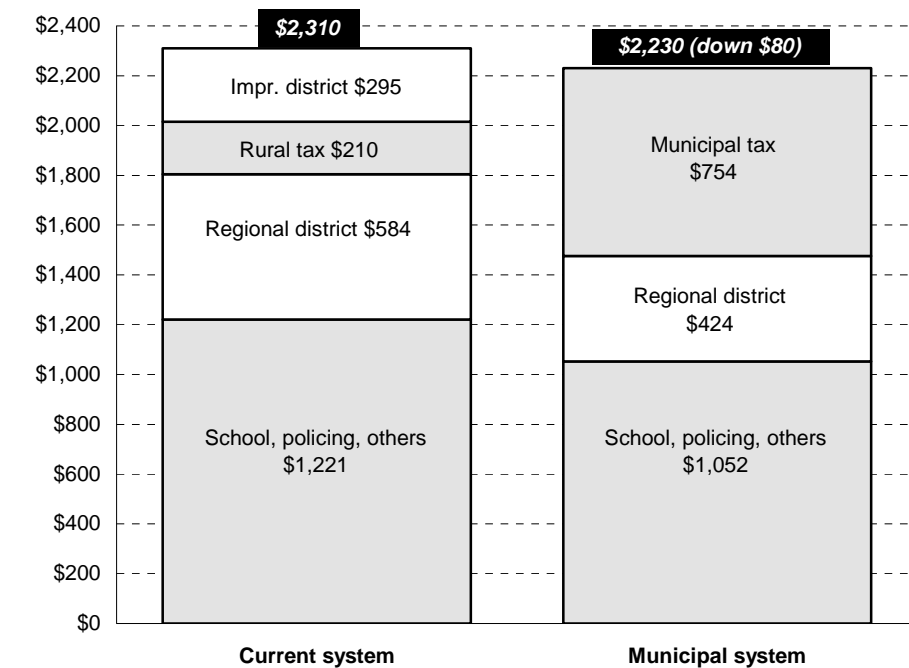 $2,400
$2,200
$2,000
$1,800
$1,600
$1,400
$1,200
$1,000
$800
$600
$400
$200
$0
$2,310
Impr. district $295
Rural tax $210
Regional district $584
School, policing, others
$1,221
Current system
$2,230 (down $80)
Municipal tax
$754
Regional district
$424
School, policing, others
$1,052
Municipal system